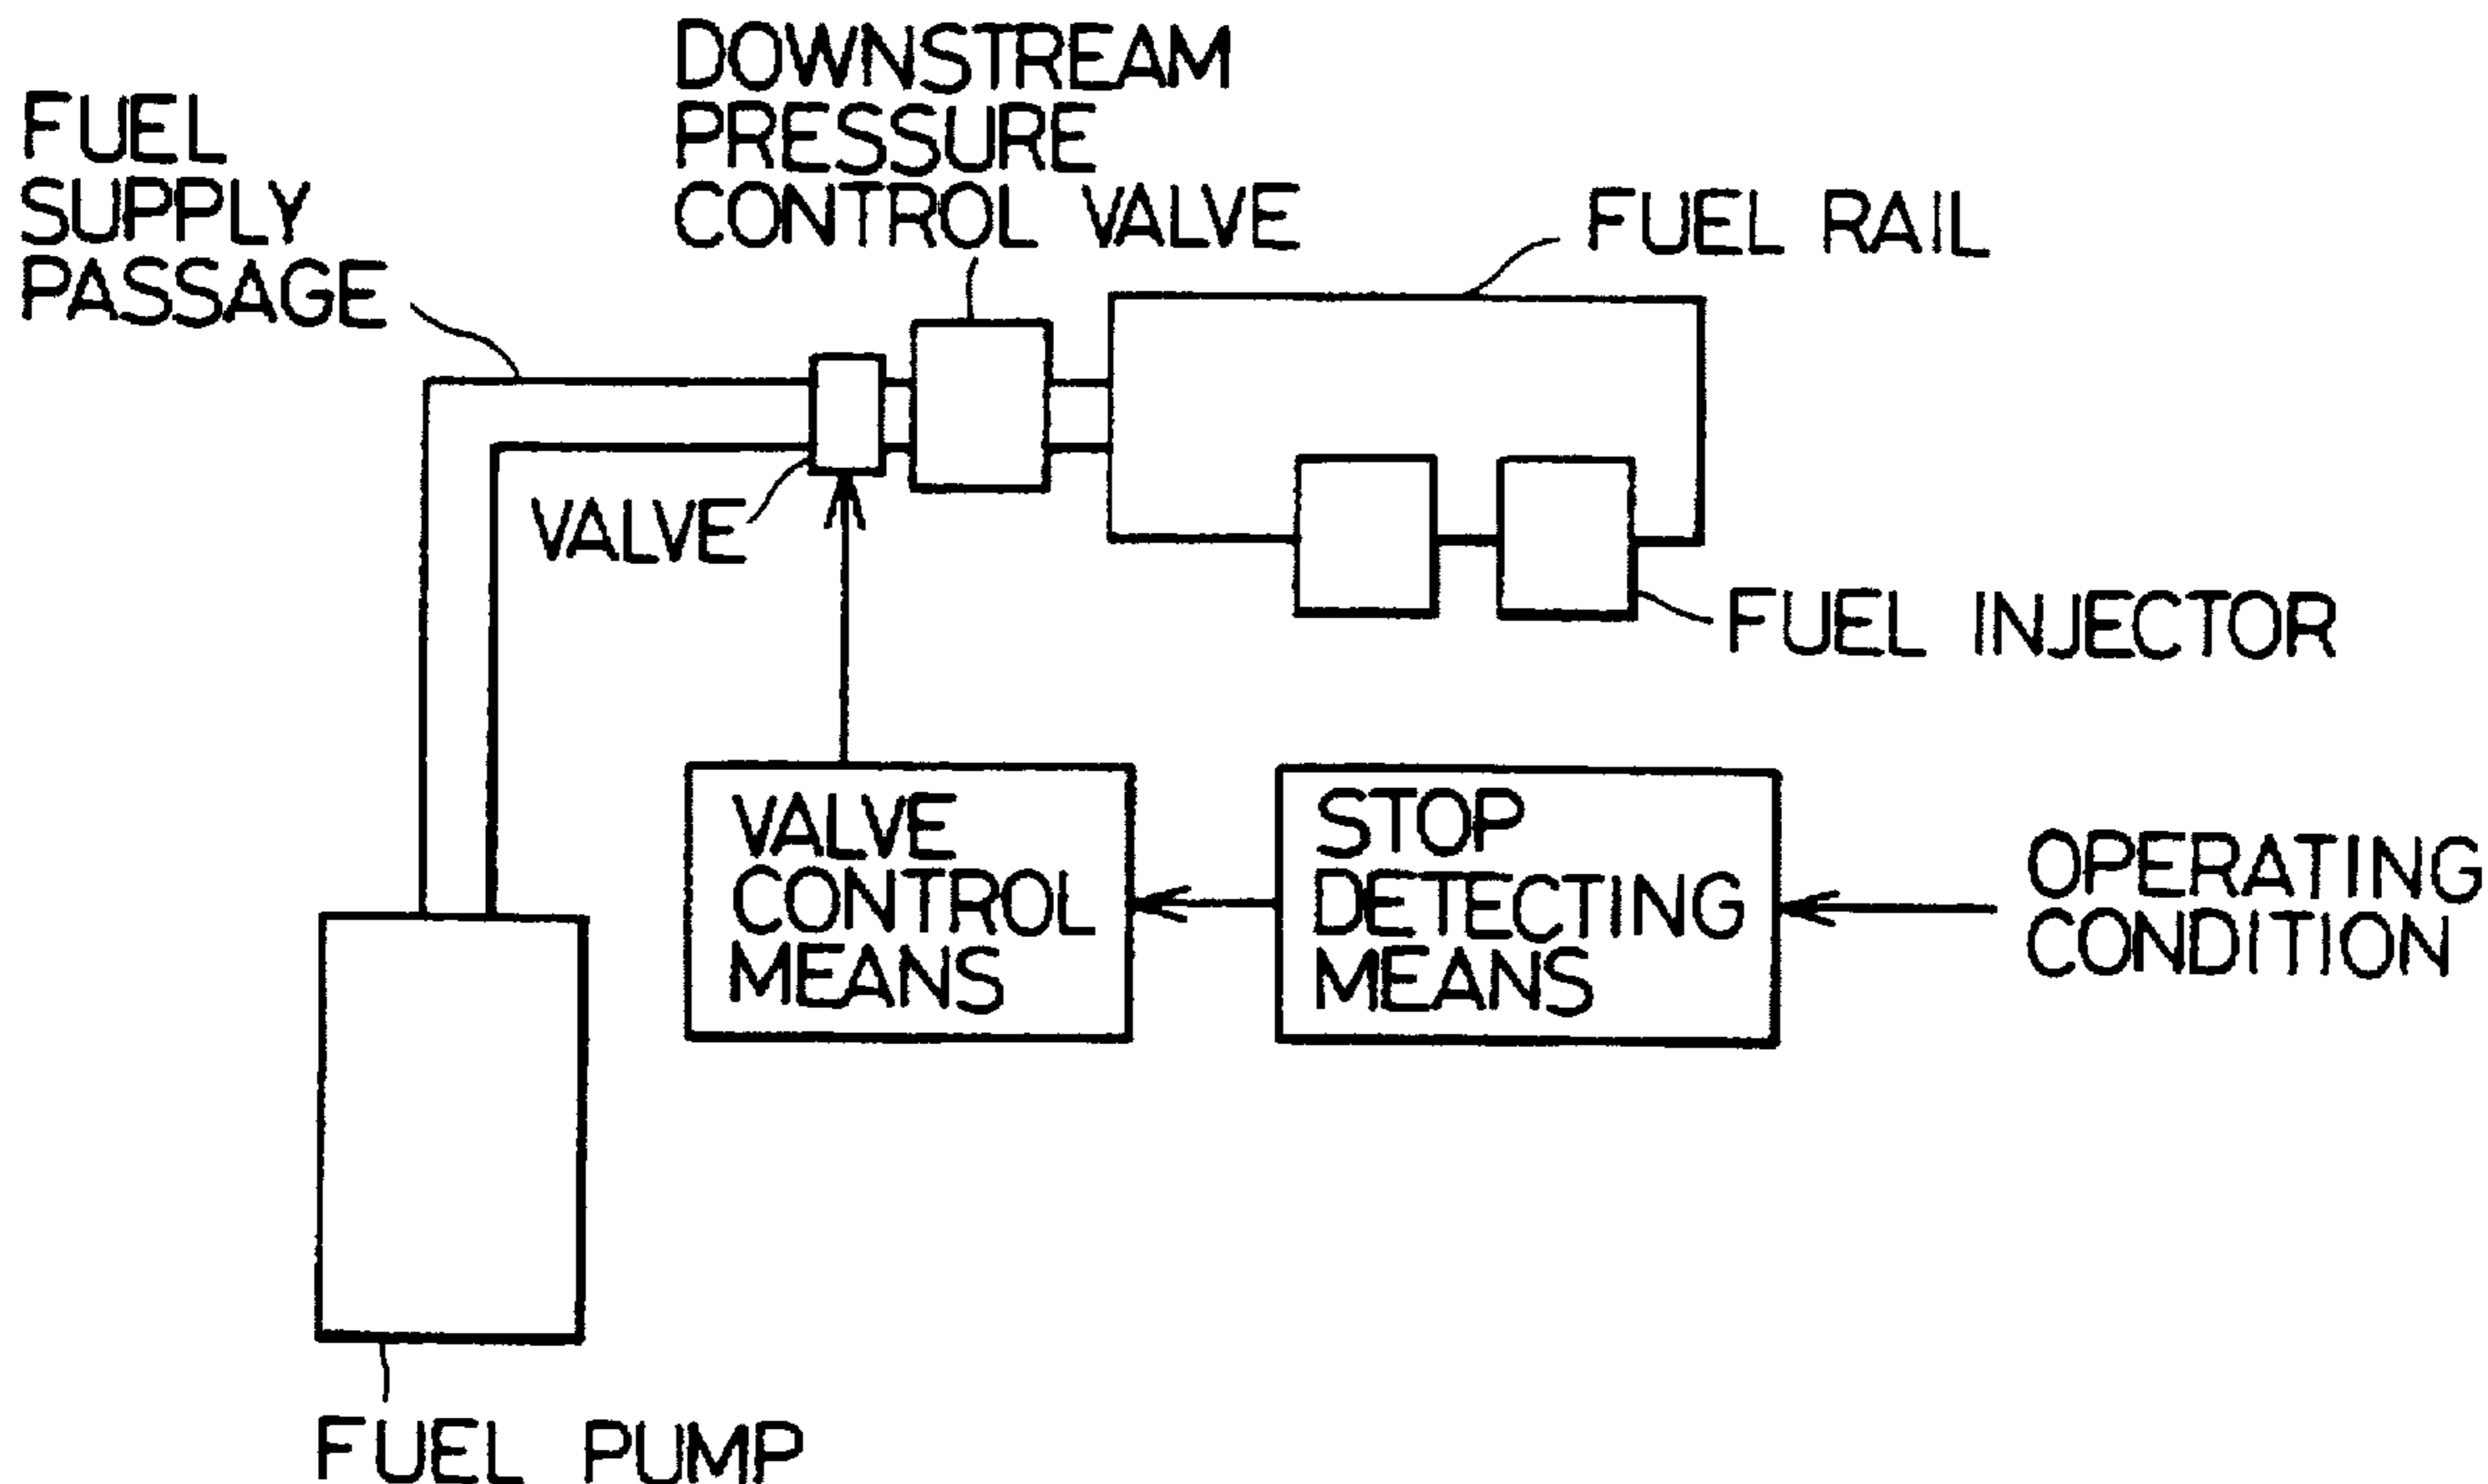 DOWNSTREAM
PRESSURE
CONTROL VALVE
FUEL
SUPPLY
PASSAGE
FUEL RAIL
VALVE
FUEL INJECTOR
VALVE
CONTROL
MEANS
STOP
DETECTING
MEANS
OPERATING
CONDITION
FUEL PUMP